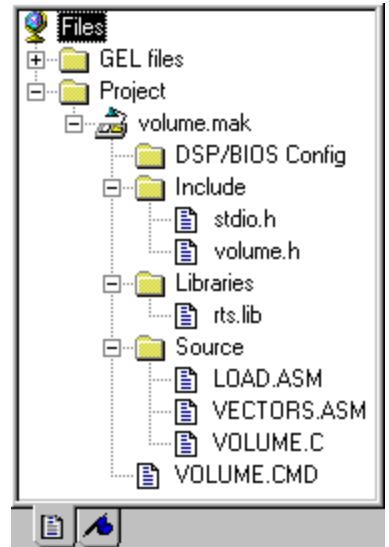 Files
GEL files
Project
volume.mak
DSP/BIOS Config
Include
stdio.h
volume.h
Libraries
rts.lib
Source
LOAD.ASM
VECTORS.ASM
VOLUME.C
VOLUME.CMD